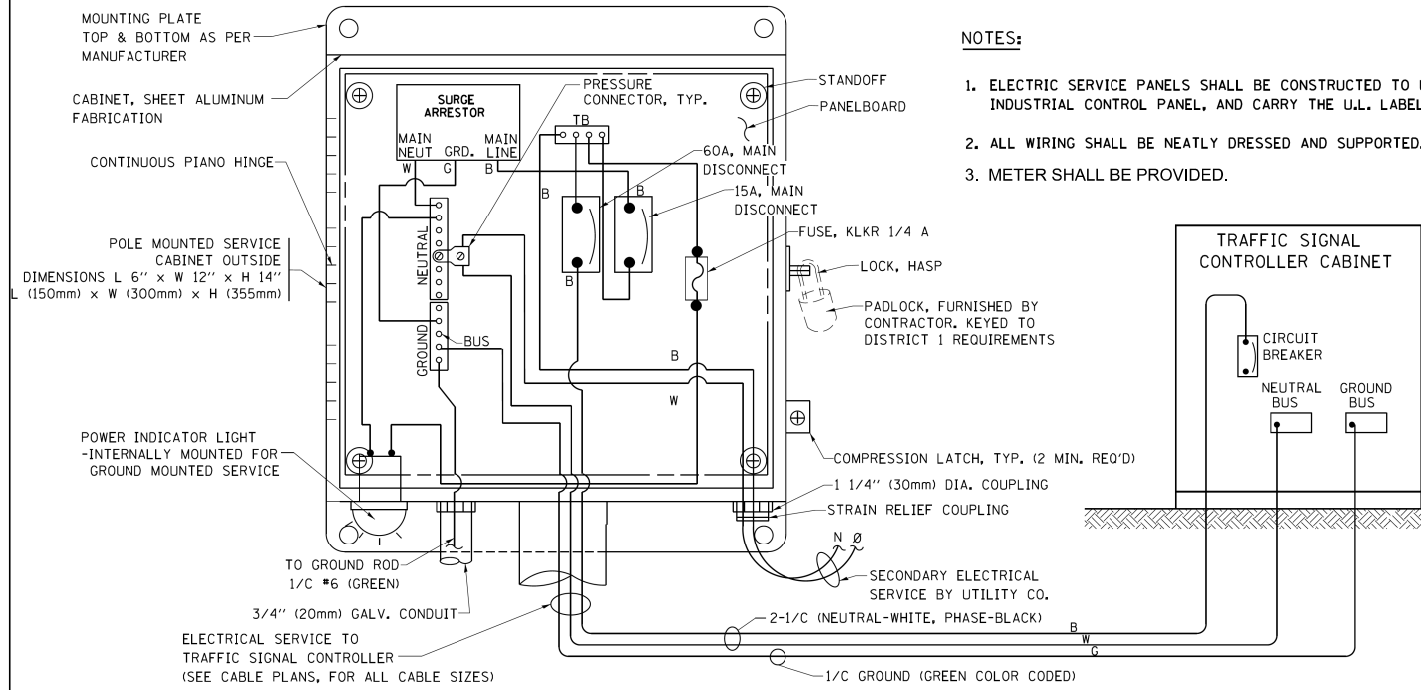 MOUNTING PLATE
TOP & BOTTOM AS PER
MANUFACTURER
CABINET, SHEET ALUMINUM
FABRICATION
CONTINUOUS PIANO HINGE
POLE MOUNTED SERVICE
CABINET OUTSIDE
DIMENSIONS L 6'' x W 12'' x H 14''
L (150mm) x W (300mm) x H (355mm)
POWER INDICATOR LIGHT
-INTERNALLY MOUNTED FOR
GROUND MOUNTED SERVICE
TO GROUND ROD
1/C #6 (GREEN)
3/4'' (20mm) GALV. CONDUIT
ELECTRICAL SERVICE TO
TRAFFIC SIGNAL CONTROLLER
(SEE CABLE PLANS, FOR ALL CABLE SIZES)
SURGE
ARRESTOR
MAIN
NEUT
GRD.
MAIN
LINE
W
G
B
PRESSURE
CONNECTOR, TYP.
TB
STANDOFF
PANELBOARD
60A, MAIN
DISCONNECT
15A, MAIN
DISCONNECT
B
B
B
FUSE, KLKR 1/4 A
NEUTRAL
GROUND
BUS
LOCK, HASP
PADLOCK, FURNISHED BY
CONTRACTOR. KEYED TO
DISTRICT 1 REQUIREMENTS
B
W
COMPRESSION LATCH, TYP. (2 MIN. REQ'D)
1 1/4'' (30mm) DIA. COUPLING
STRAIN RELIEF COUPLING
N Ø
SECONDARY ELECTRICAL
SERVICE BY UTILITY CO.
2-1/C (NEUTRAL-WHITE, PHASE-BLACK)
B
W
G
1/C GROUND (GREEN COLOR CODED)
NOTES:
1. ELECTRIC SERVICE PANELS SHALL BE CONSTRUCTED TO
INDUSTRIAL CONTROL PANEL, AND CARRY THE U.L. LABEL
2. ALL WIRING SHALL BE NEATLY DRESSED AND SUPPORTED.
3. METER SHALL BE PROVIDED.
TRAFFIC SIGNAL
CONTROLLER CABINET
CIRCUIT
BREAKER
NEUTRAL
BUS
GROUND
BUS